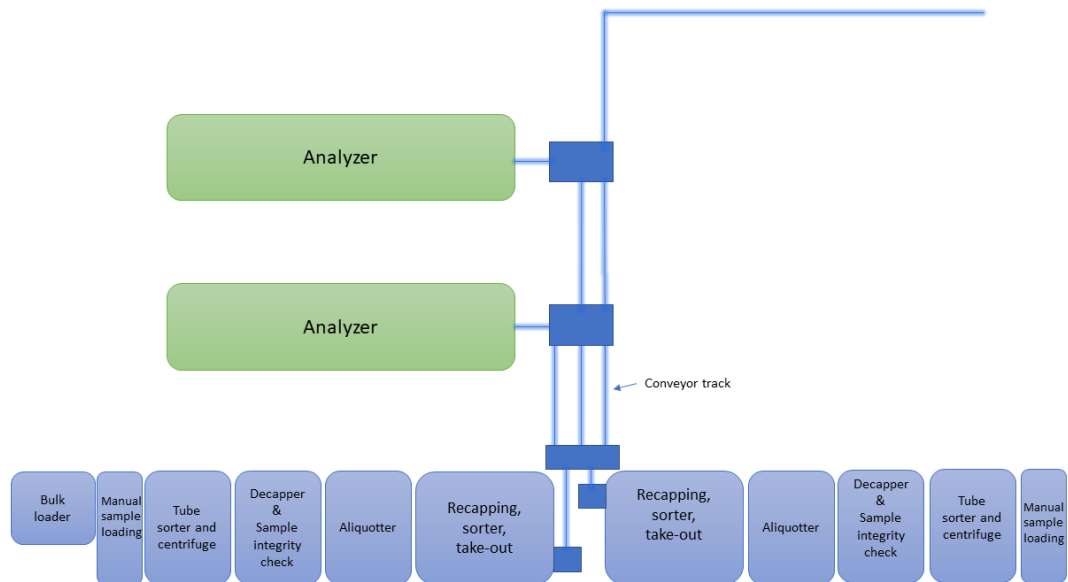 Analyzer
Analyzer
Conveyor track
Bulk
loader
Manual
sample
loading
Tube
sorter and
centrifuge
Decapper
&
Sample
integrity
check
Aliquotter
Recapping,
sorter,
take-out
Recapping,
sorter,
take-out
Aliquotter
Decapper
&
Sample
integrity
check
Tube
sorter and
centrifuge
Manual
sample
loading